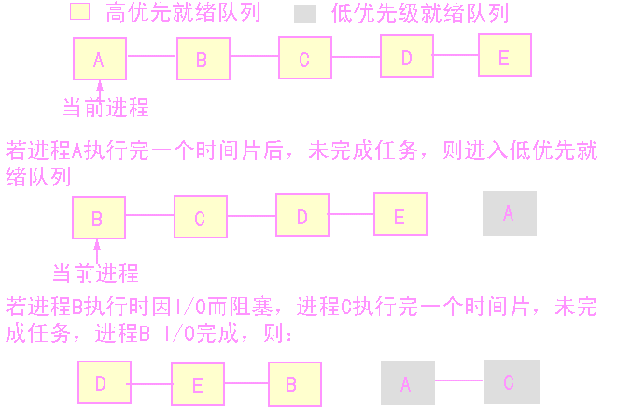 高优先就绪队列 低优先级就绪队列
A B C D E
当前进程
若进程A执行完一个时间片后，未完成任务，则进入低优先就
绪队列
B C D E A
当前进程
若进程B执行时因I/O而阻塞，进程C执行完一个时间片，未完
成任务，进程B I/O完成，则：
D E B A C